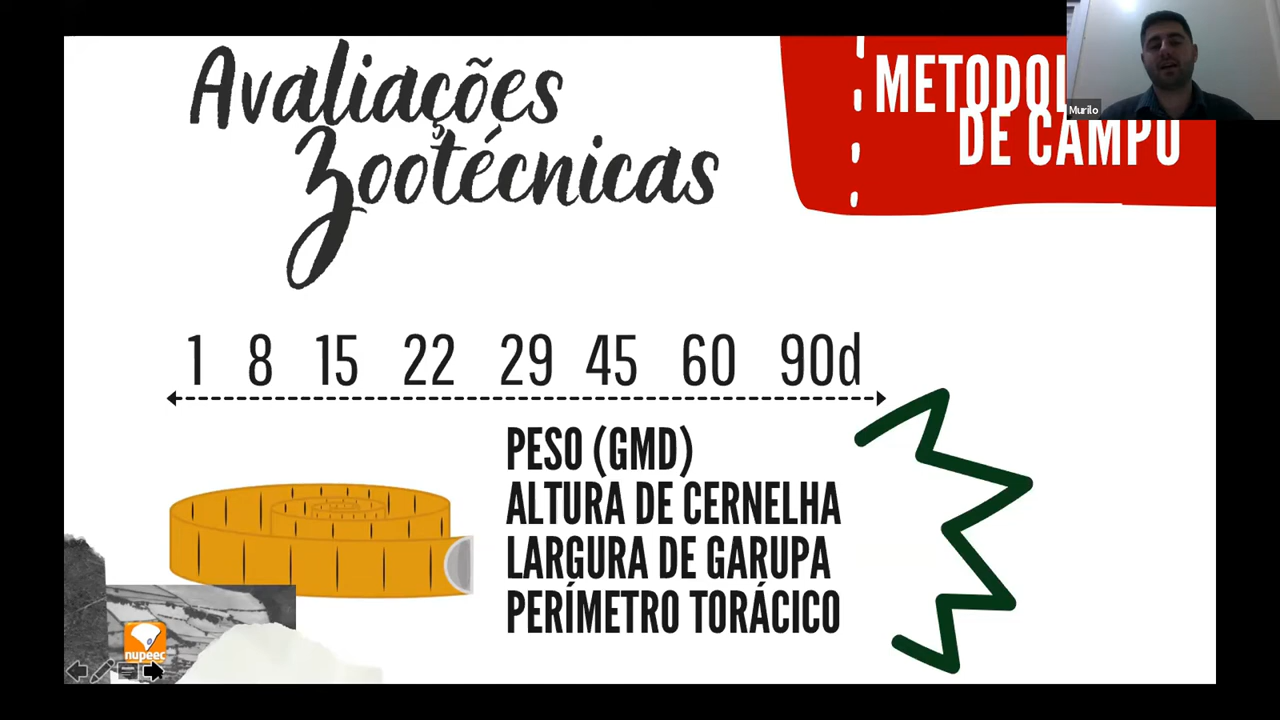 Avaliações
Zootécnicas
DE CAMPO
Murilo
1 8 15 22 29 45 60 90d
PESO (GMD)
ALTURA DE CERNELHA
LARGURA DE GARUPA
PERÍMETRO TORÁCICO
nupeec